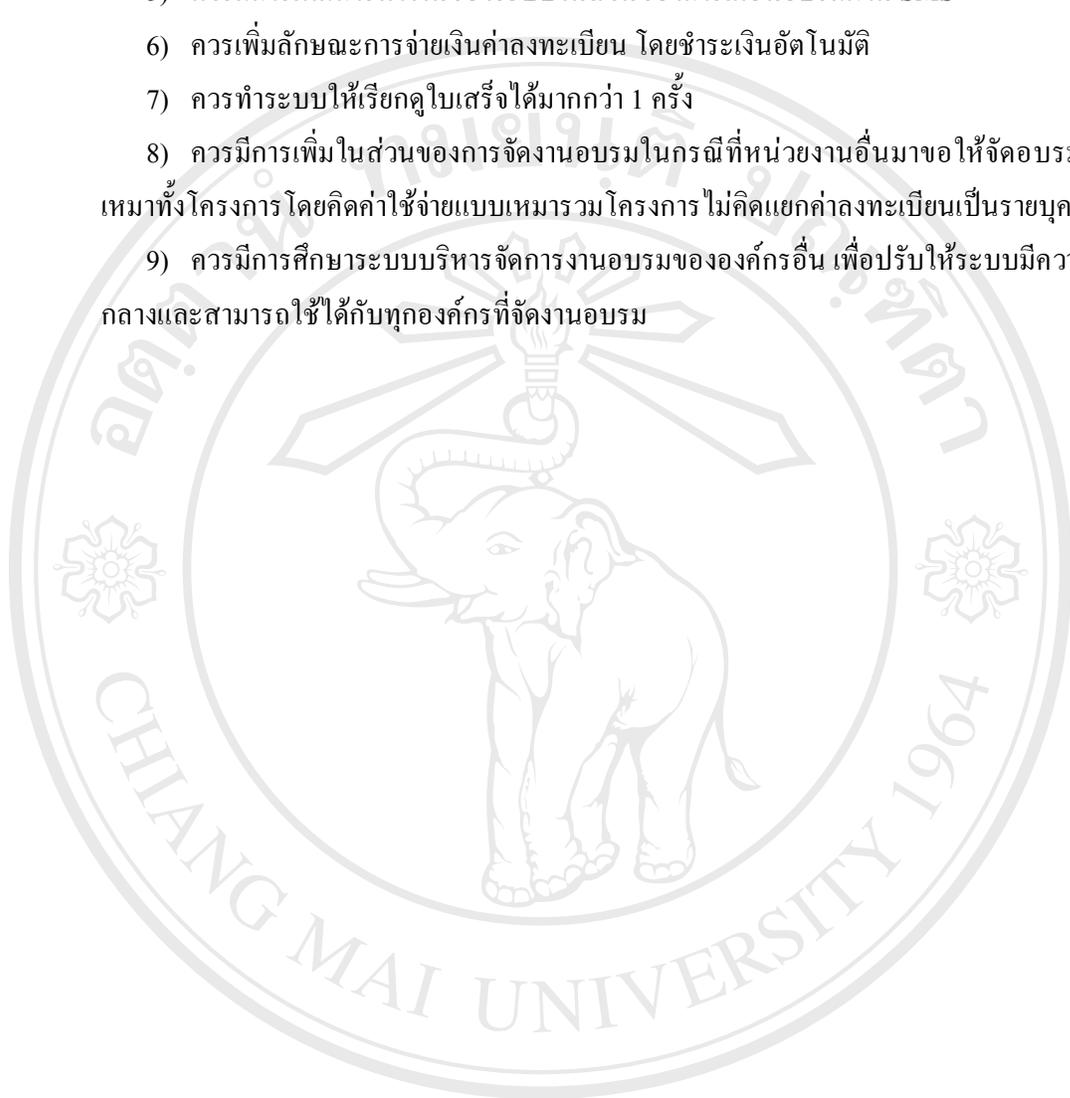 6) ควรเพิ่มลักษณะการจ่ายเงินค่าลงทะเบียน โดยชำระเงินอัตโนมัติ
7) ควรทำระบบให้เรียกดูใบเสร็จได้มากกว่า 1 ครั้ง
8) ควรมีการเพิ่มในส่วนของการจัดงานอบรมในกรณีที่หน่วยงานอื่นมาขอให้จัดอบรม
เหมาทั้งโครงการโดยคิดค่าใช้จ่ายแบบเหมารวมโครงการ ไม่คิดแยกค่าลงทะเบียนเป็นรายบุค
9) ควรมีการศึกษาระบบบริหารจัดการงานอบรมขององค์กรอื่น เพื่อปรับให้ระบบมีควา
กลางและสามารถใช้ได้กับทุกองค์กรที่จัดงานอบรม
อตฺตานํ ทมยนฺติ ปณฺฑิตา
CHIANG MAI UNIVERSITY 1964